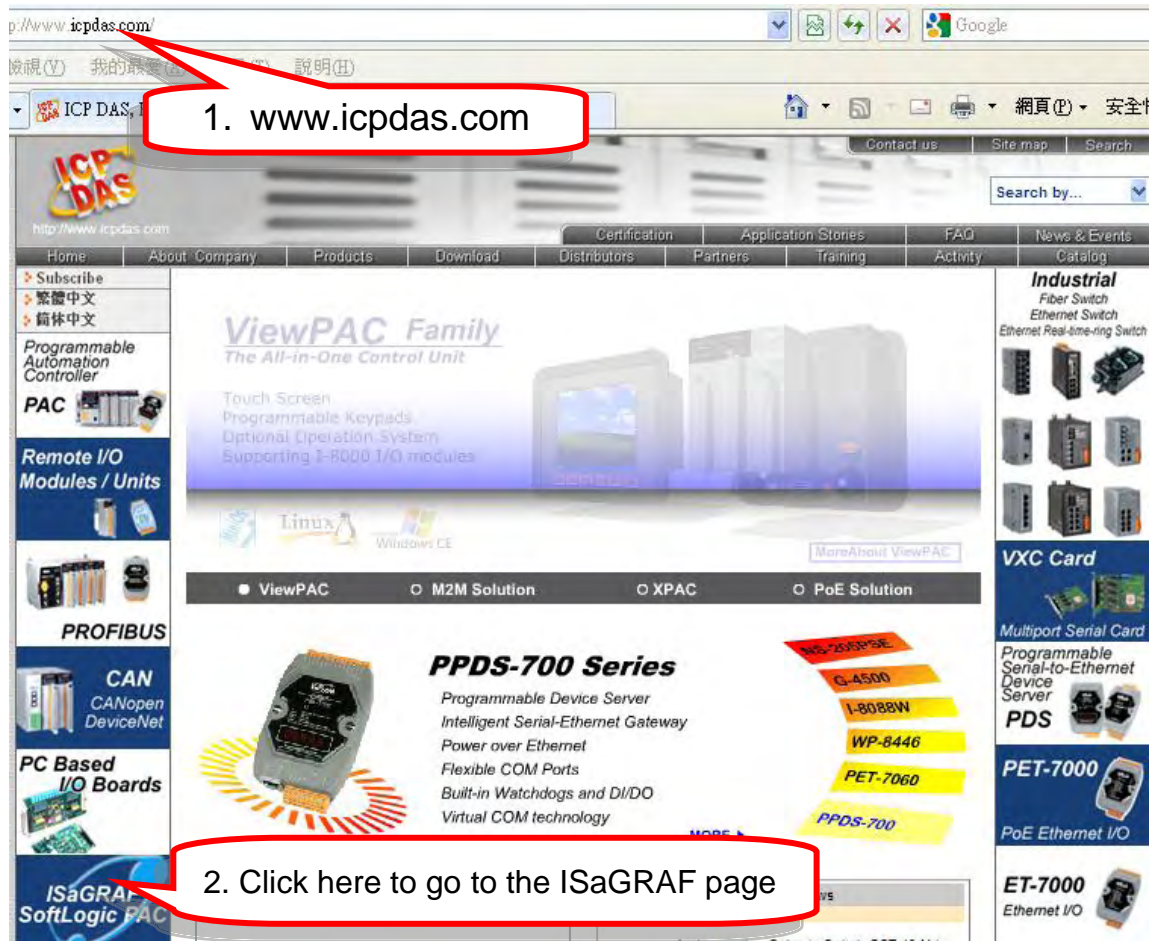 p://www.icpdas.com/
Google
檢視(V) 我的最愛 說明(H)
ICP DAS,
網頁(P)
1. www.icpdas.com
Contact us
Site map
Search
ICP DAS
http://www.icpdas.com
Search by...
Certification
Application Stories
FAQ
News & Events
Home
About Company
Products
Download
Distributors
Partners
Training
Activity
Catalog
Subscribe
繁體中文
简体中文
Programmable
Automation
Controller
PAC
Remote I/O
Modules / Units
PROFIBUS
CAN
CANopen
DeviceNet
PC Based
I/O Boards
ISaGRAF
SoftLogic PAC
ViewPAC Family
The All-in-One Control Unit
Touch Screen
Programmable Keypads
Optional Operation System
Supporting I-8000 I/O modules
Linux
Windows CE
MoreAbout ViewPAC
ViewPAC
M2M Solution
XPAC
PoE Solution
PPDS-700 Series
Programmable Device Server
Intelligent Serial-Ethernet Gateway
Power over Ethernet
Flexible COM Ports
Built-in Watchdogs and DI/DO
Virtual COM technology
MORE
NS-205PSE
G-4500
I-8088W
WP-8446
PET-7060
PPDS-700
2. Click here to go to the ISaGRAF page
Industrial
Fiber Switch
Ethernet Switch
Ethernet Real-time-ring Switch
VXC Card
Multiport Serial Card
Programmable
Serial-to-Ethernet
Device
Server
PDS
PET-7000
PoE Ethernet I/O
ET-7000
Ethernet I/O